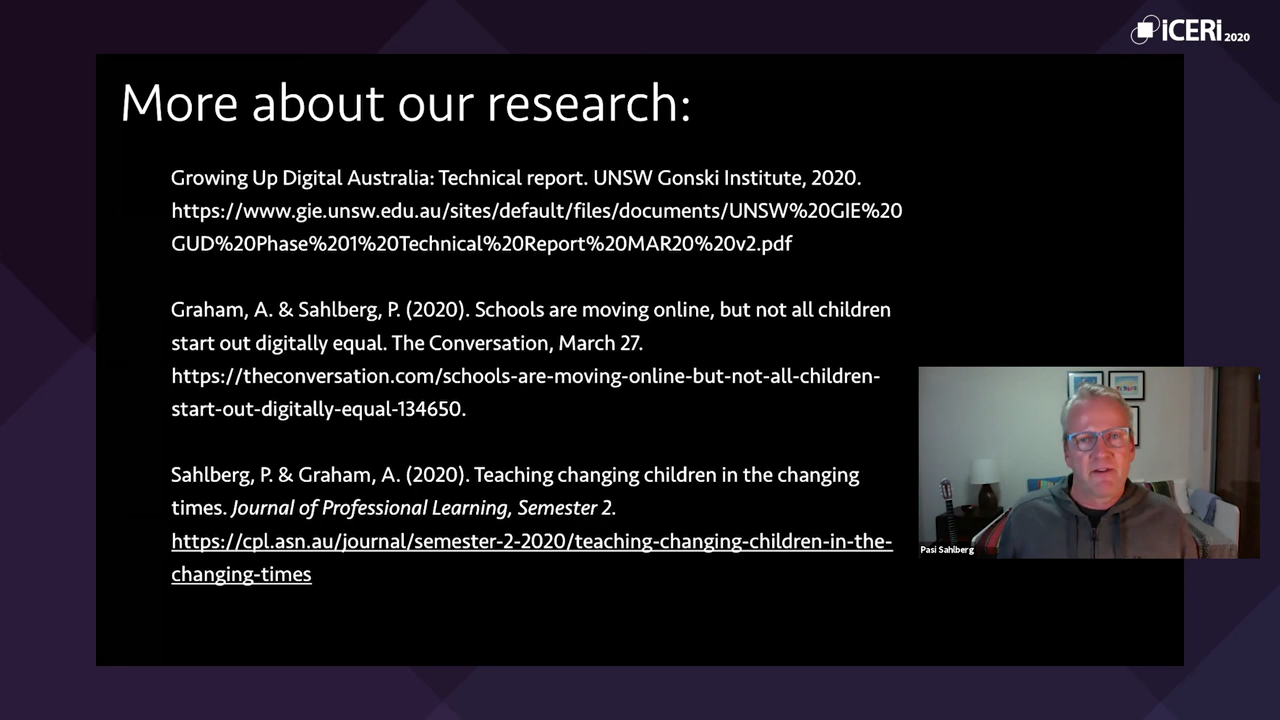 iCERi 2020
More about our research:
Growing Up Digital Australia: Technical report. UNSW Gonski Institute, 2020.
https://www.gie.unsw.edu.au/sites/default/files/documents/UNSW%20GIE%20
GUD%20Phase%201%20Technical%20Report%20MAR20%20v2.pdf
Graham, A. & Sahlberg, P. (2020). Schools are moving online, but not all children
start out digitally equal. The Conversation, March 27.
https://theconversation.com/schools-are-moving-online-but-not-all-children-
start-out-digitally-equal-134650.
Sahlberg, P. & Graham, A. (2020). Teaching changing children in the changing
times. Journal of Professional Learning, Semester 2.
https://cpl.asn.au/journal/semester-2-2020/teaching-changing-children-in-the-
changing-times
Pasi Sahlberg